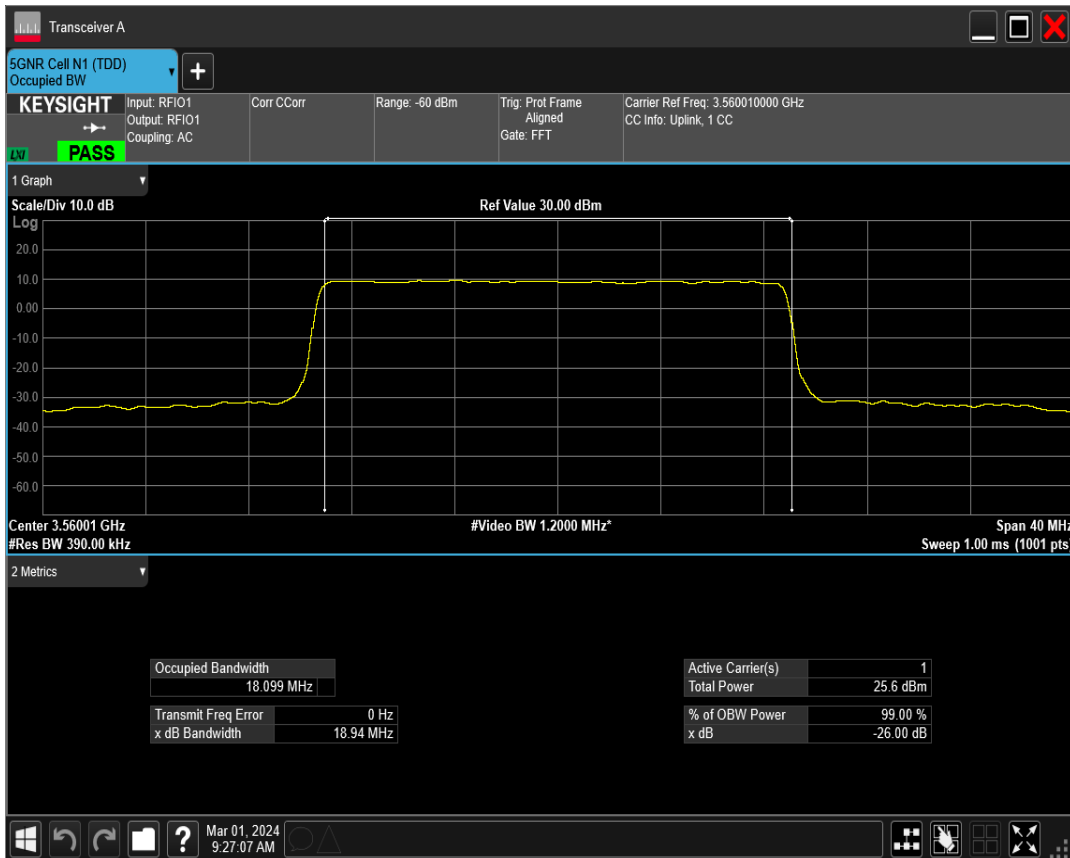 Transceiver A
5GNR Cell N1 (TDD)
Occupied BW
+
KEYSIGHT
LXI
PASS
Input: RFIO1
Output: RFIO1
Coupling: AC
Corr CCorr
Range: -60 dBm
Trig: Prot Frame
Aligned
Gate: FFT
Carrier Ref Freq: 3.560010000 GHz
CC Info: Uplink, 1 CC
1 Graph
Scale/Div 10.0 dB
Ref Value 30.00 dBm
Log
20.0
10.0
0.00
-10.0
-20.0
-30.0
-40.0
-50.0
-60.0
Center 3.56001 GHz
#Video BW 1.2000 MHz*
Span 40 MHz
#Res BW 390.00 kHz
Sweep 1.00 ms (1001 pts)
2 Metrics
Occupied Bandwidth
18.099 MHz
Transmit Freq Error 0 Hz
x dB Bandwidth 18.94 MHz
Active Carrier(s) 1
Total Power 25.6 dBm
% of OBW Power 99.00 %
x dB -26.00 dB
?
Mar 01, 2024
9:27:07 AM